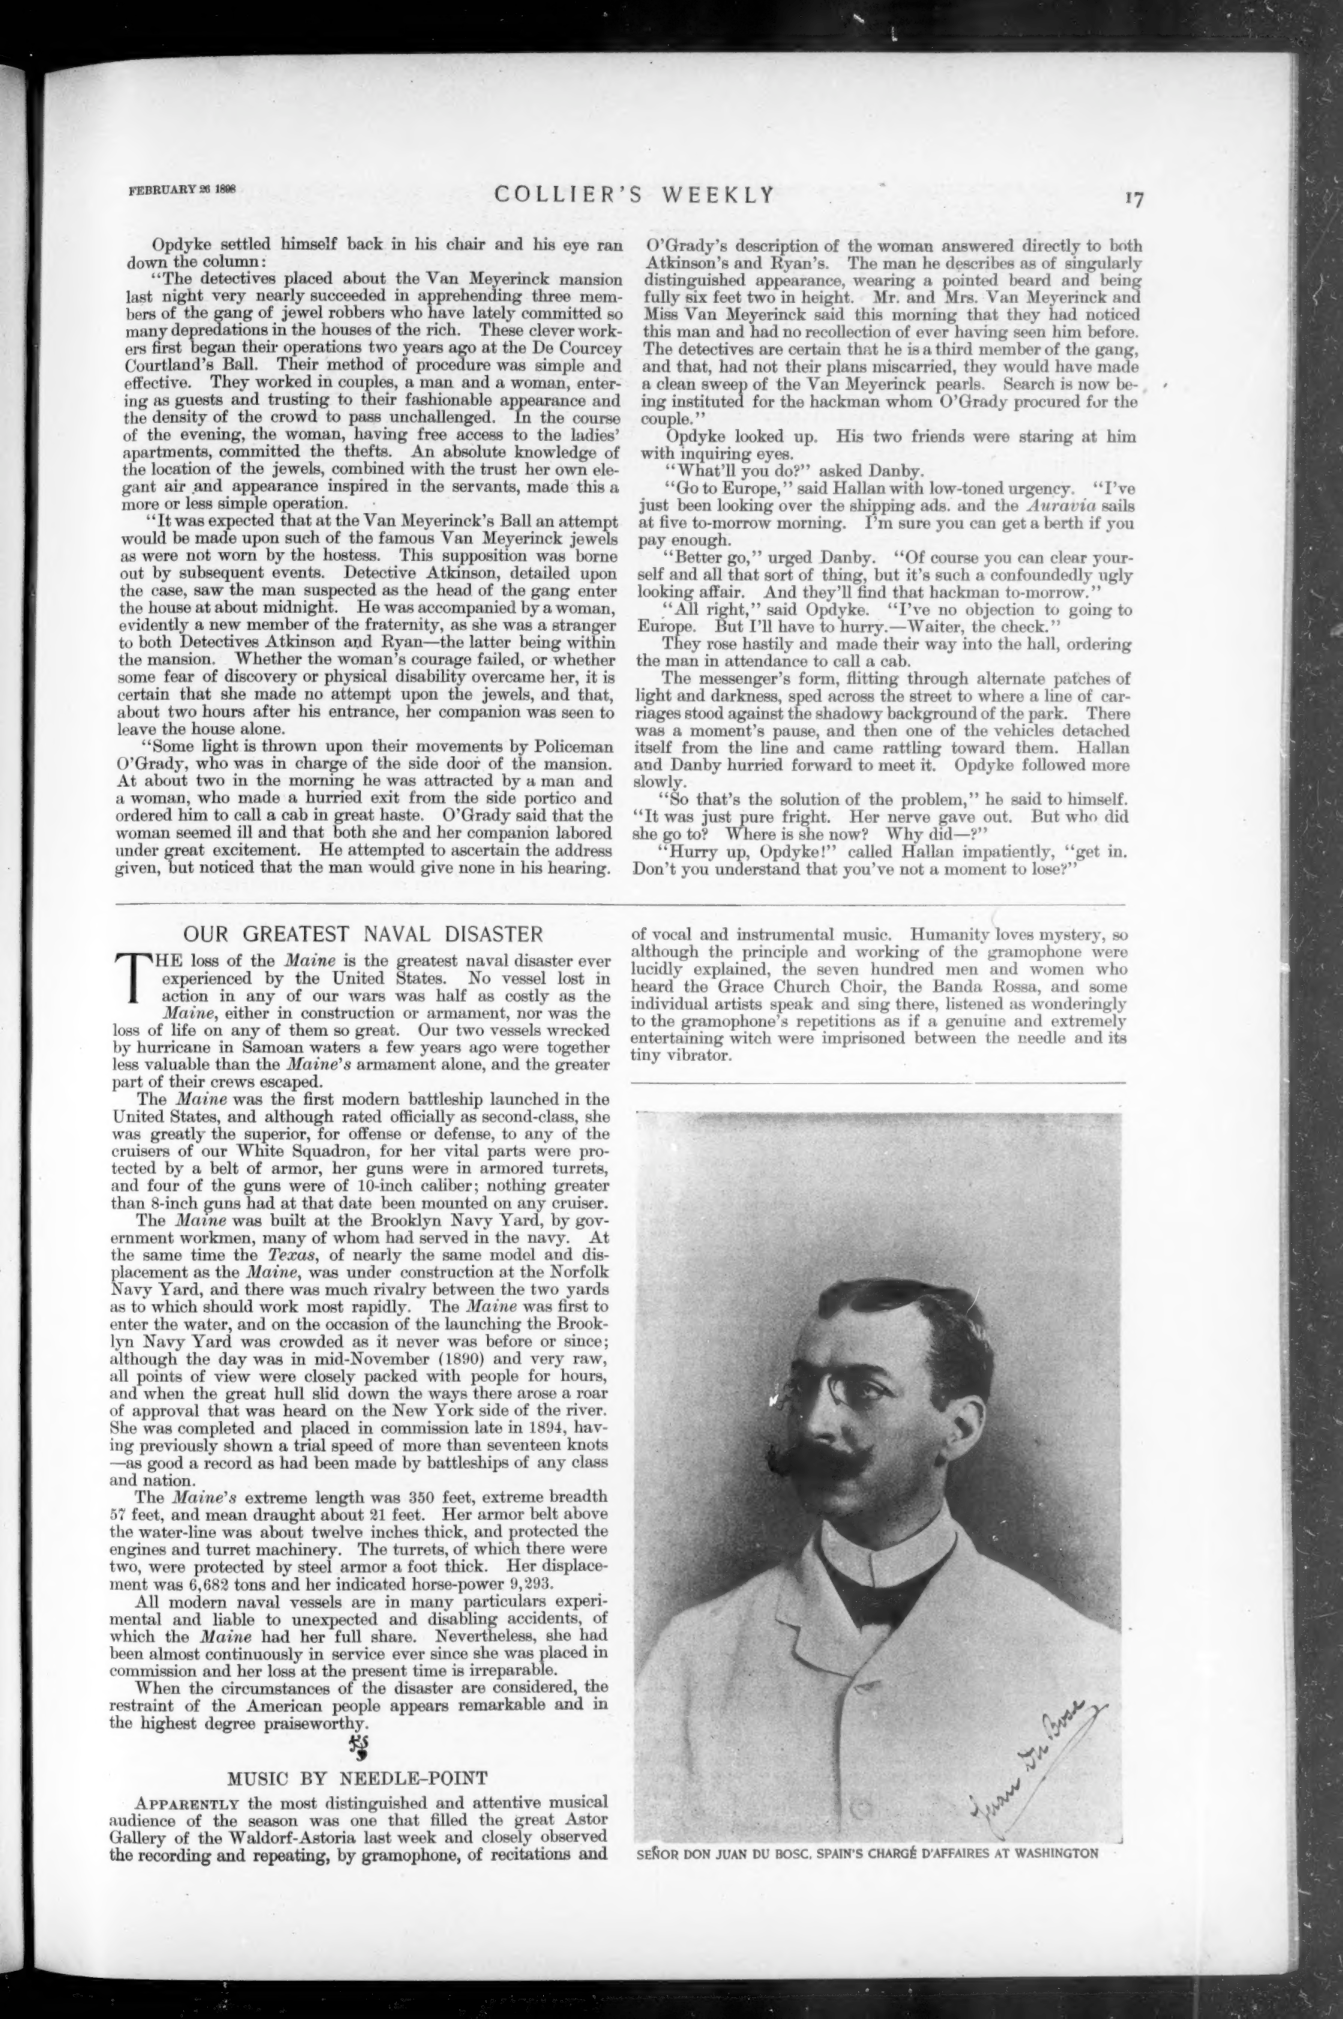 FEBRUARY 26 1898
COLLIER'S WEEKLY
17
Opdyke settled himself back in his chair and his eye ran
down the column:
"The detectives placed about the Van Meyerinck mansion
last night very nearly succeeded in apprehending three mem-
bers of the gang of jewel robbers who have lately committed so
many depredations in the houses of the rich. These clever work-
ers first began their operations two years ago at the De Courcey
Courtland's Ball. Their method of procedure was simple and
effective. They worked in couples, a man and a woman, enter-
ing as guests and trusting to their fashionable appearance and
the density of the crowd to pass unchallenged. In the course
of the evening, the woman, having free access to the ladies'
apartments, committed the thefts. An absolute knowledge of
the location of the jewels, combined with the trust her own ele-
gant air and appearance inspired in the servants, made this a
more or less simple operation.
"It was expected that at the Van Meyerinck's Ball an attempt
would be made upon such of the famous Van Meyerinck jewels
as were not worn by the hostess. This supposition was borne
out by subsequent events. Detective Atkinson, detailed upon
the case, saw the man suspected as the head of the gang enter
the house at about midnight. He was accompanied by a woman,
evidently a new member of the fraternity, as she was a stranger
to both Detectives Atkinson and Ryan—the latter being within
the mansion. Whether the woman's courage failed, or whether
some fear of discovery or physical disability overcame her, it is
certain that she made no attempt upon the jewels, and that,
about two hours after his entrance, her companion was seen to
leave the house alone.
"Some light is thrown upon their movements by Policeman
O'Grady, who was in charge of the side door of the mansion.
At about two in the morning he was attracted by a man and
a woman, who made a hurried exit from the side portico and
ordered him to call a cab in great haste. O'Grady said that the
woman seemed ill and that both she and her companion labored
under great excitement. He attempted to ascertain the address
given, but noticed that the man would give none in his hearing.
O'Grady's description of the woman answered directly to both
Atkinson's and Ryan's. The man he describes as of singularly
distinguished appearance, wearing a pointed beard and being
fully six feet two in height. Mr. and Mrs. Van Meyerinck and
Miss Van Meyerinck said this morning that they had noticed
this man and had no recollection of ever having seen him before.
The detectives are certain that he is a third member of the gang,
and that, had not their plans miscarried, they would have made
a clean sweep of the Van Meyerinck pearls. Search is now be-
ing instituted for the hackman whom O'Grady procured for the
couple."
Opdyke looked up. His two friends were staring at him
with inquiring eyes.
"What'll you do?" asked Danby.
"Go to Europe," said Hallan with low-toned urgency. "I've
just been looking over the shipping ads. and the Auravia sails
at five to-morrow morning. I'm sure you can get a berth if you
pay enough.
"Better go," urged Danby. "Of course you can clear your-
self and all that sort of thing, but it's such a confoundedly ugly
looking affair. And they'll find that hackman to-morrow."
"All right," said Opdyke. "I've no objection to going to
Europe. But I'll have to hurry.—Waiter, the check."
They rose hastily and made their way into the hall, ordering
the man in attendance to call a cab.
The messenger's form, flitting through alternate patches of
light and darkness, sped across the street to where a line of car-
riages stood against the shadowy background of the park. There
was a moment's pause, and then one of the vehicles detached
itself from the line and came rattling toward them. Hallan
and Danby hurried forward to meet it. Opdyke followed more
slowly.
"So that's the solution of the problem," he said to himself.
"It was just pure fright. Her nerve gave out. But who did
she go to? Where is she now? Why did—?"
"Hurry up, Opdyke!" called Hallan impatiently, "get in.
Don't you understand that you've not a moment to lose?"
OUR GREATEST NAVAL DISASTER
THE loss of the Maine is the greatest naval disaster ever
experienced by the United States. No vessel lost in
action in any of our wars was half as costly as the
Maine, either in construction or armament, nor was the
loss of life on any of them so great. Our two vessels wrecked
by hurricane in Samoan waters a few years ago were together
less valuable than the Maine's armament alone, and the greater
part of their crews escaped.
The Maine was the first modern battleship launched in the
United States, and although rated officially as second-class, she
was greatly the superior, for offense or defense, to any of the
cruisers of our White Squadron, for her vital parts were pro-
tected by a belt of armor, her guns were in armored turrets,
and four of the guns were of 10-inch caliber; nothing greater
than 8-inch guns had at that date been mounted on any cruiser.
The Maine was built at the Brooklyn Navy Yard, by gov-
ernment workmen, many of whom had served in the navy. At
the same time the Texas, of nearly the same model and dis-
placement as the Maine, was under construction at the Norfolk
Navy Yard, and there was much rivalry between the two yards
as to which should work most rapidly. The Maine was first to
enter the water, and on the occasion of the launching the Brook-
lyn Navy Yard was crowded as it never was before or since;
although the day was in mid-November (1890) and very raw,
all points of view were closely packed with people for hours,
and when the great hull slid down the ways there arose a roar
of approval that was heard on the New York side of the river.
She was completed and placed in commission late in 1894, hav-
ing previously shown a trial speed of more than seventeen knots
—as good a record as had been made by battleships of any class
and nation.
The Maine's extreme length was 350 feet, extreme breadth
57 feet, and mean draught about 21 feet. Her armor belt above
the water-line was about twelve inches thick, and protected the
engines and turret machinery. The turrets, of which there were
two, were protected by steel armor a foot thick. Her displace-
ment was 6,682 tons and her indicated horse-power 9,293.
All modern naval vessels are in many particulars experi-
mental and liable to unexpected and disabling accidents, of
which the Maine had her full share. Nevertheless, she had
been almost continuously in service ever since she was placed in
commission and her loss at the present time is irreparable.
When the circumstances of the disaster are considered, the
restraint of the American people appears remarkable and in
the highest degree praiseworthy.
MUSIC BY NEEDLE-POINT
APPARENTLY the most distinguished and attentive musical
audience of the season was one that filled the great Astor
Gallery of the Waldorf-Astoria last week and closely observed
the recording and repeating, by gramophone, of recitations and
of vocal and instrumental music. Humanity loves mystery, so
although the principle and working of the gramophone were
lucidly explained, the seven hundred men and women who
heard the Grace Church Choir, the Banda Rossa, and some
individual artists speak and sing there, listened as wonderingly
to the gramophone's repetitions as if a genuine and extremely
entertaining witch were imprisoned between the needle and its
tiny vibrator.
Juan Du Bosc
SEÑOR DON JUAN DU BOSC, SPAIN'S CHARGÉ D'AFFAIRES AT WASHINGTON